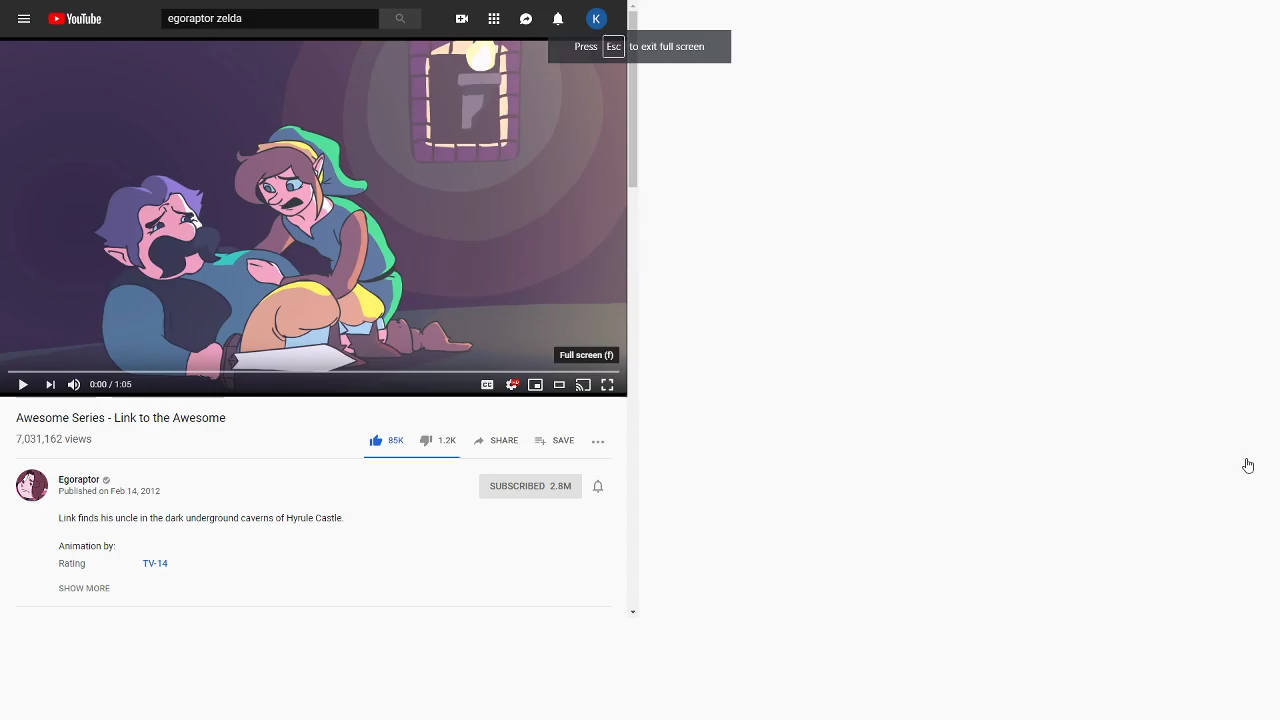 YouTube
egoraptor zelda
K
Press Esc to exit full screen
Full screen (f)
0:00 / 1:05
CC
HD
Awesome Series - Link to the Awesome
7,031,162 views
85K
1.2K
SHARE
SAVE
Egoraptor
SUBSCRIBED 2.8M
Published on Feb 14, 2012
Link finds his uncle in the dark underground caverns of Hyrule Castle.
Animation by:
Rating
TV-14
SHOW MORE